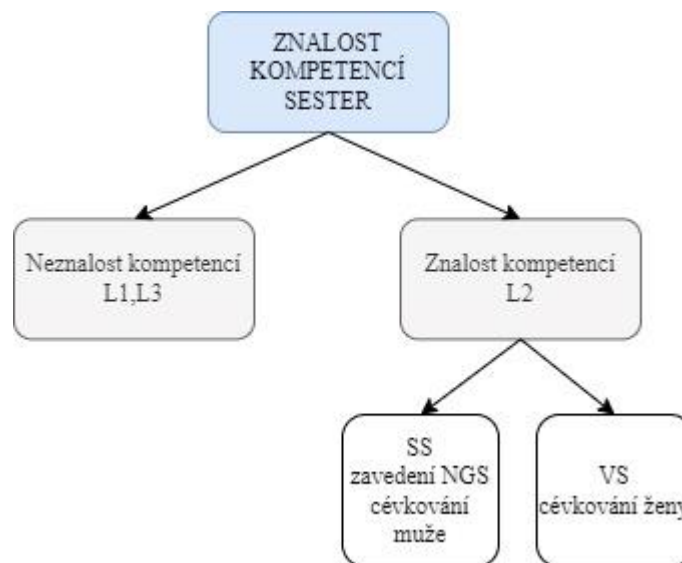 ZNALOST
KOMPETENCÍ
SESTER
Neznalost kompetencí
L1,L3
Znalost kompetencí
L2
SS
zavedení NGS
cévkování
muže
VS
cévkování ženy